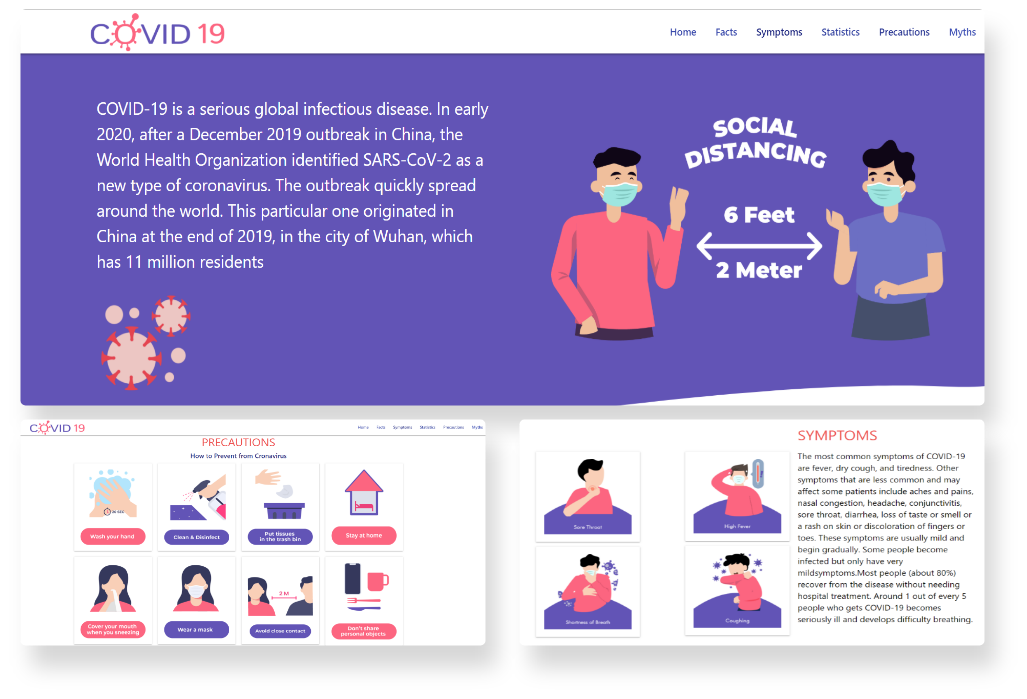 COVID 19
Home Facts Symptoms Statistics Precautions Myths
COVID-19 is a serious global infectious disease. In early
2020, after a December 2019 outbreak in China, the
World Health Organization identified SARS-CoV-2 as a
new type of coronavirus. The outbreak quickly spread
around the world. This particular one originated in
China at the end of 2019, in the city of Wuhan, which
has 11 million residents
SOCIAL
DISTANCING
6 Feet
2 Meter
COVID 19
Home Facts Symptoms Statistics Precautions Myths
PRECAUTIONS
How to Prevent from Cronavirus
Wash your hand
Clean & Disinfect
Put tissues
in the trash bin
Stay at home
2 M
Cover your mouth
when you sneeding
Wear a mask
Avoid close contact
Don't share
personal objects
Sore Throat
High Fever
Shortness of Breath
Coughing
SYMPTOMS
The most common symptoms of COVID-19
are fever, dry cough, and tiredness. Other
symptoms that are less common and may
affect some patients include aches and pains,
nasal congestion, headache, conjunctivitis,
sore throat, diarrhea, loss of taste or smell or
a rash on skin or discoloration of fingers or
toes. These symptoms are usually mild and
begin gradually. Some people become
infected but only have very
mildsymptoms.Most people (about 80%)
recover from the disease without needing
hospital treatment. Around 1 out of every 5
people who gets COVID-19 becomes
seriously ill and develops difficulty breathing.